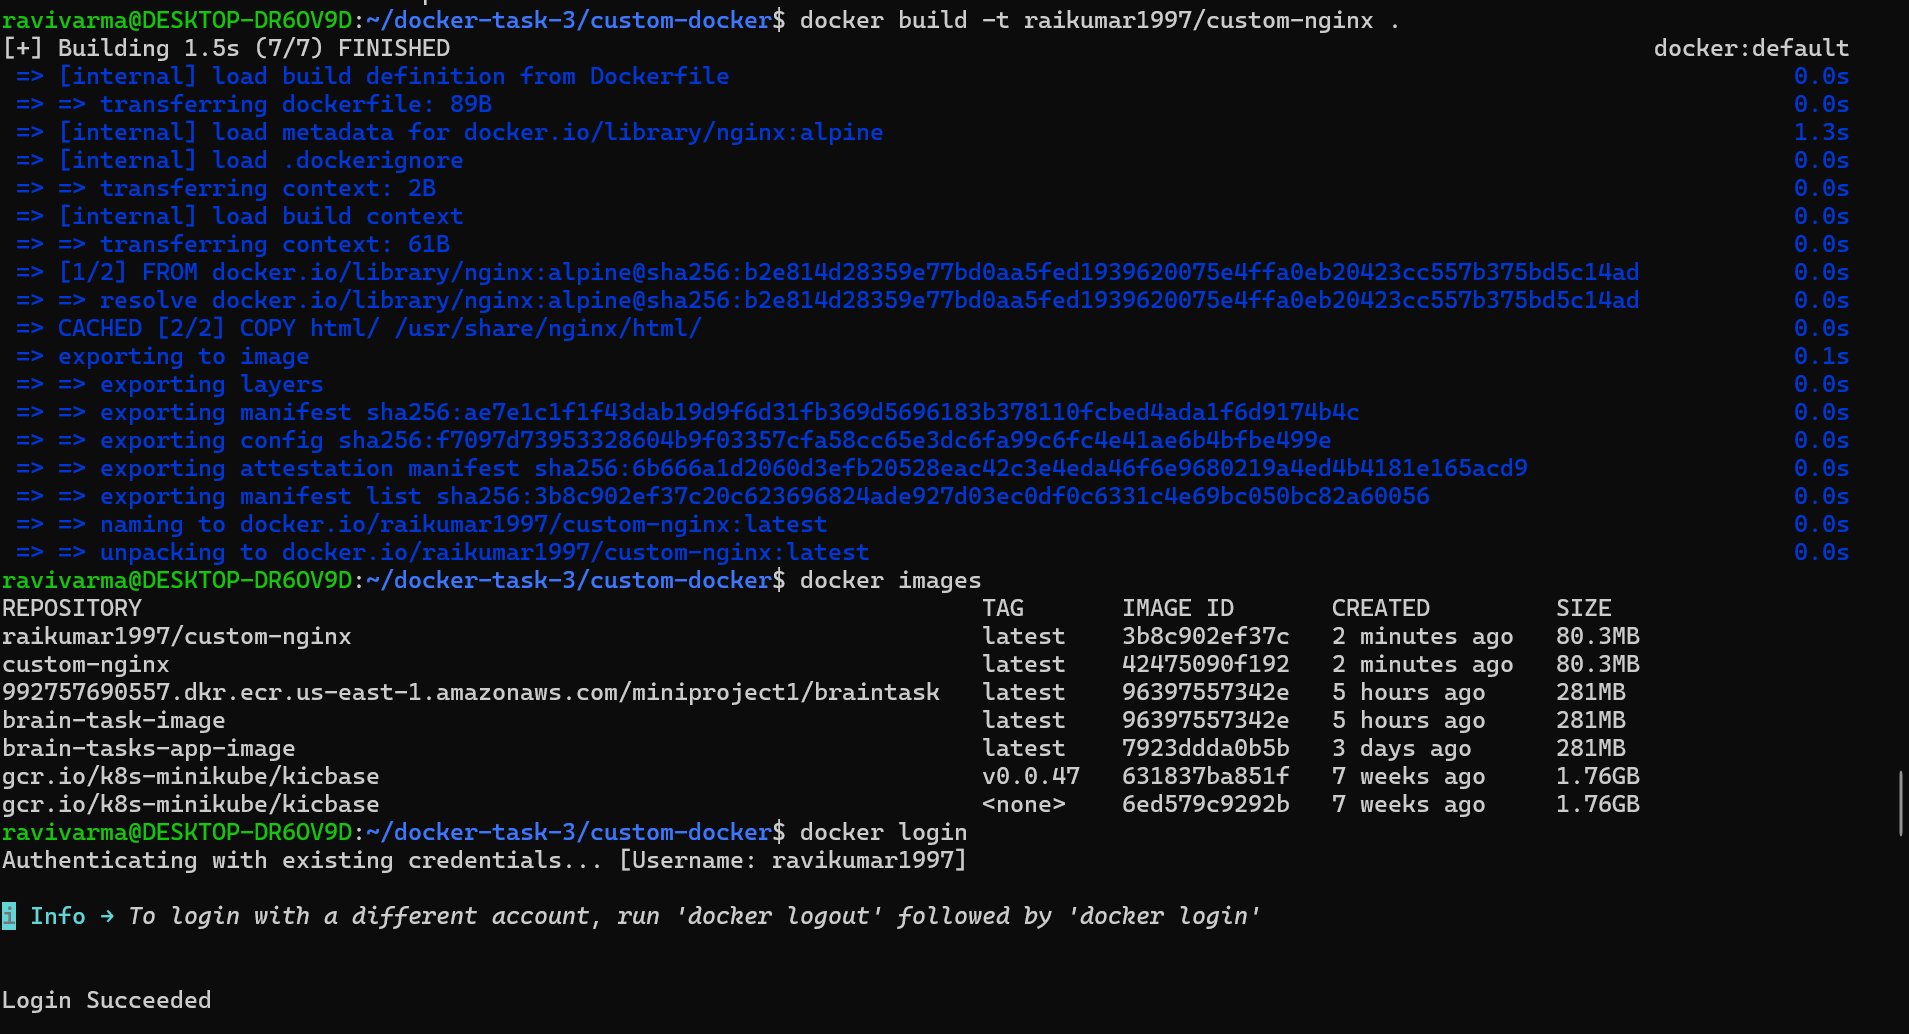 ravivarma@DESKTOP-DR6OV9D:~/docker-task-3/custom-docker$ docker build -t raikumar1997/custom-nginx .
[+] Building 1.5s (7/7) FINISHED docker:default
=> [internal] load build definition from Dockerfile 0.0s
=> => transferring dockerfile: 89B 0.0s
=> [internal] load metadata for docker.io/library/nginx:alpine 1.3s
=> [internal] load .dockerignore 0.0s
=> => transferring context: 2B 0.0s
=> [internal] load build context 0.0s
=> => transferring context: 61B 0.0s
=> [1/2] FROM docker.io/library/nginx:alpine@sha256:b2e814d28359e77bd0aa5fed1939620075e4ffa0eb20423cc557b375bd5c14ad 0.0s
=> => resolve docker.io/library/nginx:alpine@sha256:b2e814d28359e77bd0aa5fed1939620075e4ffa0eb20423cc557b375bd5c14ad 0.0s
=> CACHED [2/2] COPY html/ /usr/share/nginx/html/ 0.0s
=> exporting to image 0.1s
=> => exporting layers 0.0s
=> => exporting manifest sha256:ae7e1c1f1f43dab19d9f6d31fb369d5696183b378110fcbed4ada1f6d9174b4c 0.0s
=> => exporting config sha256:f7097d73953328604b9f03357cfa58cc65e3dc6fa99c6fc4e41ae6b4bfbe499e 0.0s
=> => exporting attestation manifest sha256:6b666a1d2060d3efb20528eac42c3e4eda46f6e9680219a4ed4b4181e165acd9 0.0s
=> => exporting manifest list sha256:3b8c902ef37c20c623696824ade927d03ec0df0c6331c4e69bc050bc82a60056 0.0s
=> => naming to docker.io/raikumar1997/custom-nginx:latest 0.0s
=> => unpacking to docker.io/raikumar1997/custom-nginx:latest 0.0s
ravivarma@DESKTOP-DR6OV9D:~/docker-task-3/custom-docker$ docker images
REPOSITORY TAG IMAGE ID CREATED SIZE
raikumar1997/custom-nginx latest 3b8c902ef37c 2 minutes ago 80.3MB
custom-nginx latest 42475090f192 2 minutes ago 80.3MB
992757690557.dkr.ecr.us-east-1.amazonaws.com/miniproject1/braintask latest 96397557342e 5 hours ago 281MB
brain-task-image latest 96397557342e 5 hours ago 281MB
brain-tasks-app-image latest 7923ddda0b5b 3 days ago 281MB
gcr.io/k8s-minikube/kicbase v0.0.47 631837ba851f 7 weeks ago 1.76GB
gcr.io/k8s-minikube/kicbase <none> 6ed579c9292b 7 weeks ago 1.76GB
ravivarma@DESKTOP-DR6OV9D:~/docker-task-3/custom-docker$ docker login
Authenticating with existing credentials... [Username: ravikumar1997]
i Info → To login with a different account, run 'docker logout' followed by 'docker login'
Login Succeeded